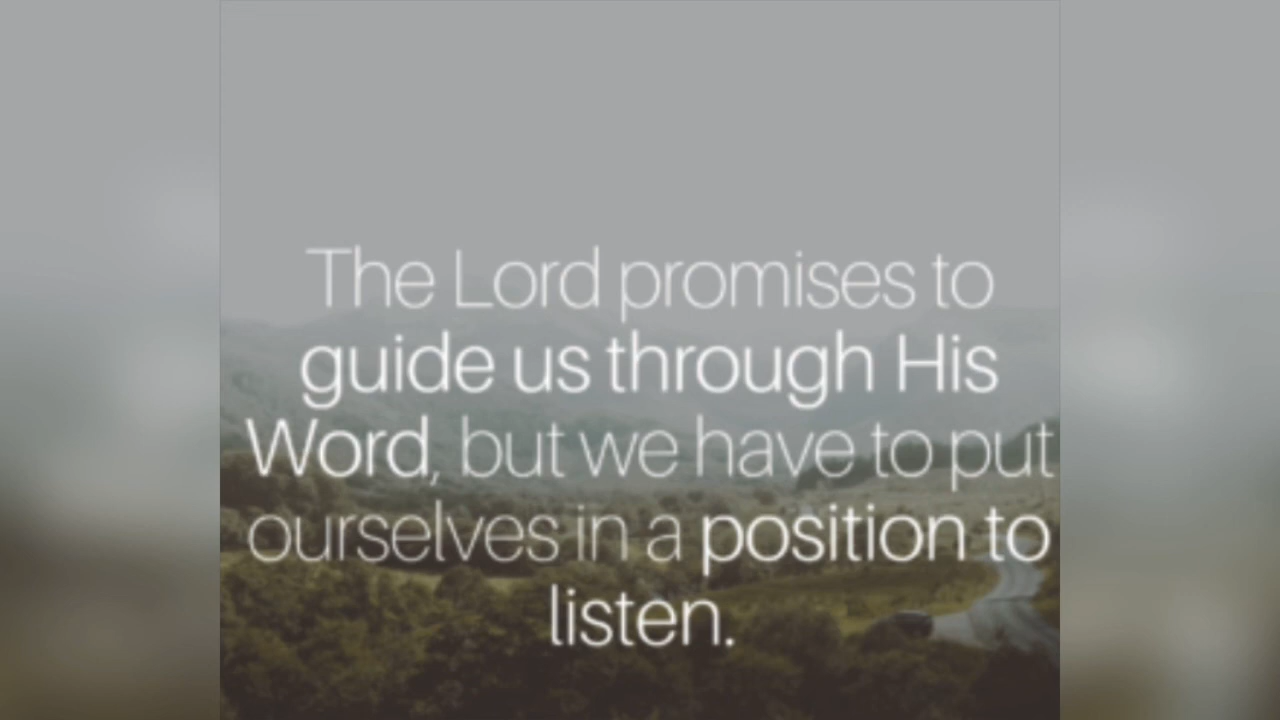 The Lord promises to
guide us through His
Word, but we have to put
ourselves in a position to
listen.